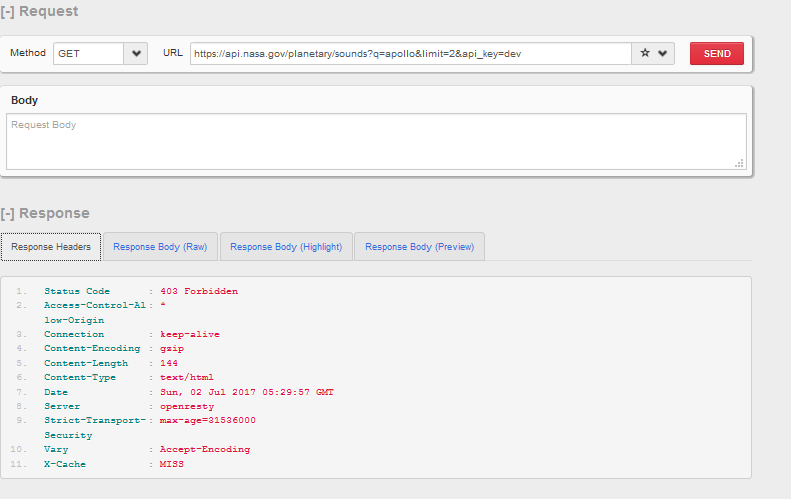 [-] Request
Method GET URL https://api.nasa.gov/planetary/sounds?q=apollo&limit=2&api_key=dev SEND
Body
Request Body
[-] Response
Response Headers Response Body (Raw) Response Body (Highlight) Response Body (Preview)
1. Status Code : 403 Forbidden
2. Access-Control-Al : *
low-Origin
3. Connection : keep-alive
4. Content-Encoding : gzip
5. Content-Length : 144
6. Content-Type : text/html
7. Date : Sun, 02 Jul 2017 05:29:57 GMT
8. Server : openresty
9. Strict-Transport- : max-age=31536000
Security
10. Vary : Accept-Encoding
11. X-Cache : MISS